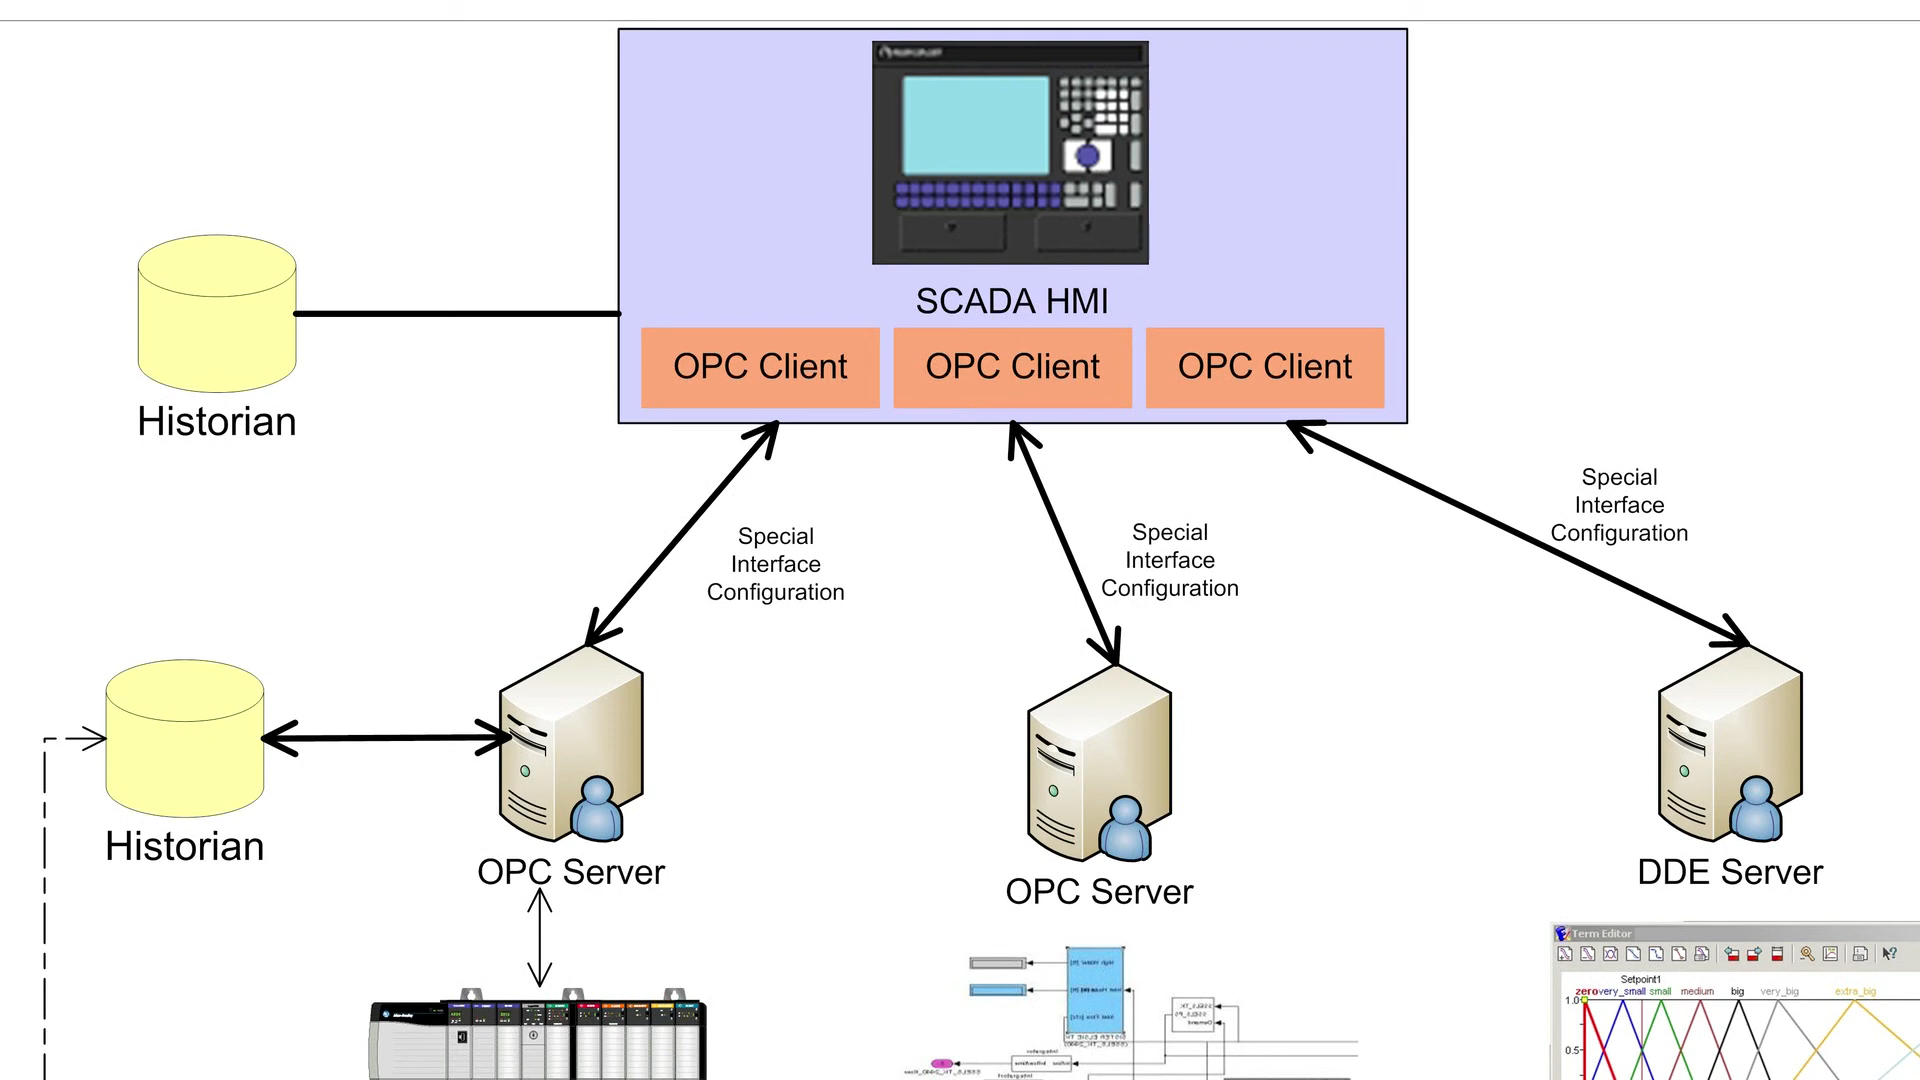 SCADA HMI
OPC Client
OPC Client
OPC Client
Historian
Special
Interface
Configuration
Special
Interface
Configuration
Special
Interface
Configuration
Historian
OPC Server
OPC Server
DDE Server
Term Editor
Setpoint1
zero very_small small medium big very_big extra_big
1.0
0.5